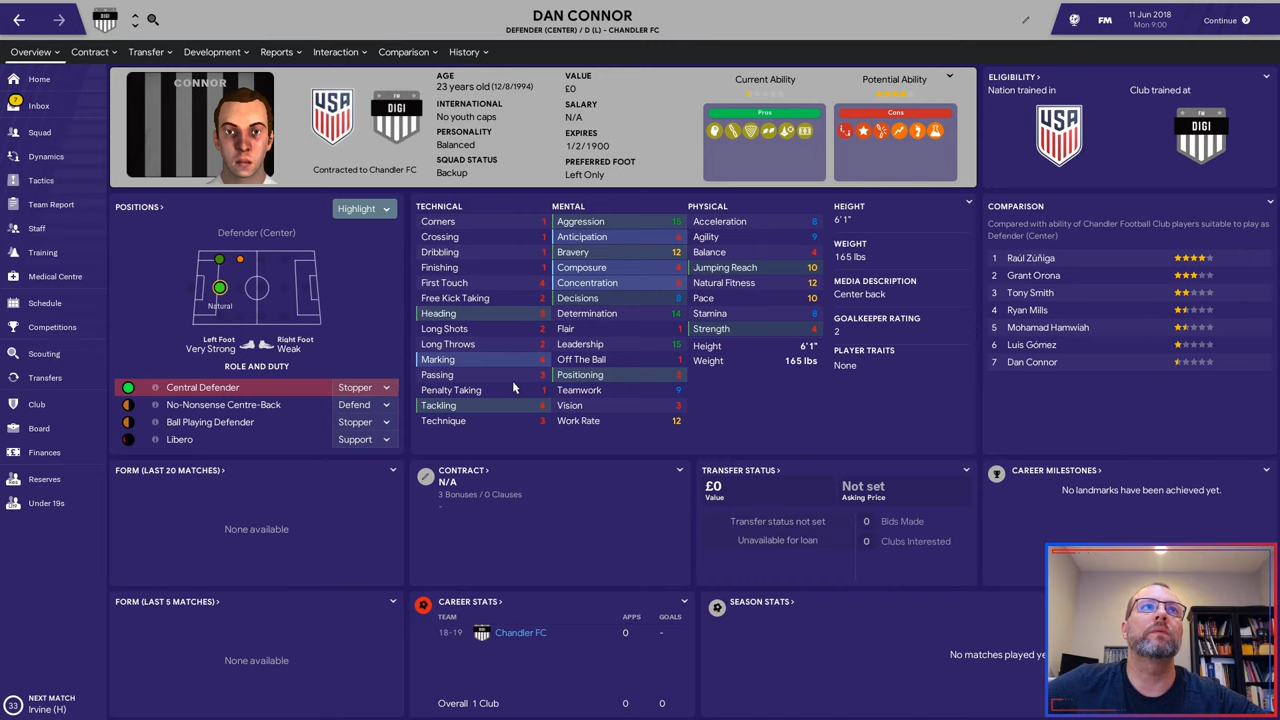 DAN CONNOR
DEFENDER (CENTER) / D (L) - CHANDLER FC
DIGI
FM
11 Jun 2018
Mon 9:00
Continue
Overview
Contract
Transfer
Development
Reports
Interaction
Comparison
History
Home
7
Inbox
Squad
Dynamics
Tactics
Team Report
Staff
Training
Medical Centre
Schedule
Competitions
Scouting
Transfers
Club
Board
Finances
Reserves
Under 19s
33
NEXT MATCH
Irvine (H)
CONNOR
USA
FM
DIGI
Contracted to Chandler FC
AGE
23 years old (12/8/1994)
INTERNATIONAL
No youth caps
PERSONALITY
Balanced
SQUAD STATUS
Backup
VALUE
£0
SALARY
N/A
EXPIRES
1/2/1900
PREFERRED FOOT
Left Only
Current Ability
Pros
Potential Ability
Cons
ELIGIBILITY >
Nation trained in
USA
Club trained at
FM
DIGI
POSITIONS >
Highlight
Defender (Center)
Natural
Left Foot
Very Strong
Right Foot
Weak
ROLE AND DUTY
Central Defender Stopper
No-Nonsense Centre-Back Defend
Ball Playing Defender Stopper
Libero Support
TECHNICAL
Corners 1
Crossing 1
Dribbling 1
Finishing 1
First Touch 4
Free Kick Taking 2
Heading
Long Shots 2
Long Throws 2
Marking
Passing 3
Penalty Taking 1
Tackling
Technique 3
MENTAL
Aggression 15
Anticipation
Bravery 12
Composure
Concentration
Decisions 8
Determination 14
Flair 1
Leadership 15
Off The Ball 1
Positioning
Teamwork 9
Vision 3
Work Rate 12
PHYSICAL
Acceleration 8
Agility 9
Balance 4
Jumping Reach 10
Natural Fitness 12
Pace 10
Stamina 8
Strength 4
Height 6'1"
Weight 165 lbs
HEIGHT
6'1"
WEIGHT
165 lbs
MEDIA DESCRIPTION
Center back
GOALKEEPER RATING
2
PLAYER TRAITS
None
COMPARISON
Compared with ability of Chandler Football Club players suitable to play as
Defender (Center)
1 Raúl Zúñiga
2 Grant Orona
3 Tony Smith
4 Ryan Mills
5 Mohamad Hamwiah
6 Luis Gómez
7 Dan Connor
FORM (LAST 20 MATCHES) >
None available
CONTRACT >
N/A
3 Bonuses / 0 Clauses
-
TRANSFER STATUS >
£0
Value
Not set
Asking Price
Transfer status not set
Unavailable for loan
0 Bids Made
0 Clubs Interested
CAREER MILESTONES >
No landmarks have been achieved yet.
FORM (LAST 5 MATCHES) >
None available
CAREER STATS >
TEAM APPS GOALS
18-19 Chandler FC 0 -
Overall 1 Club 0 0
SEASON STATS >
No matches played ye